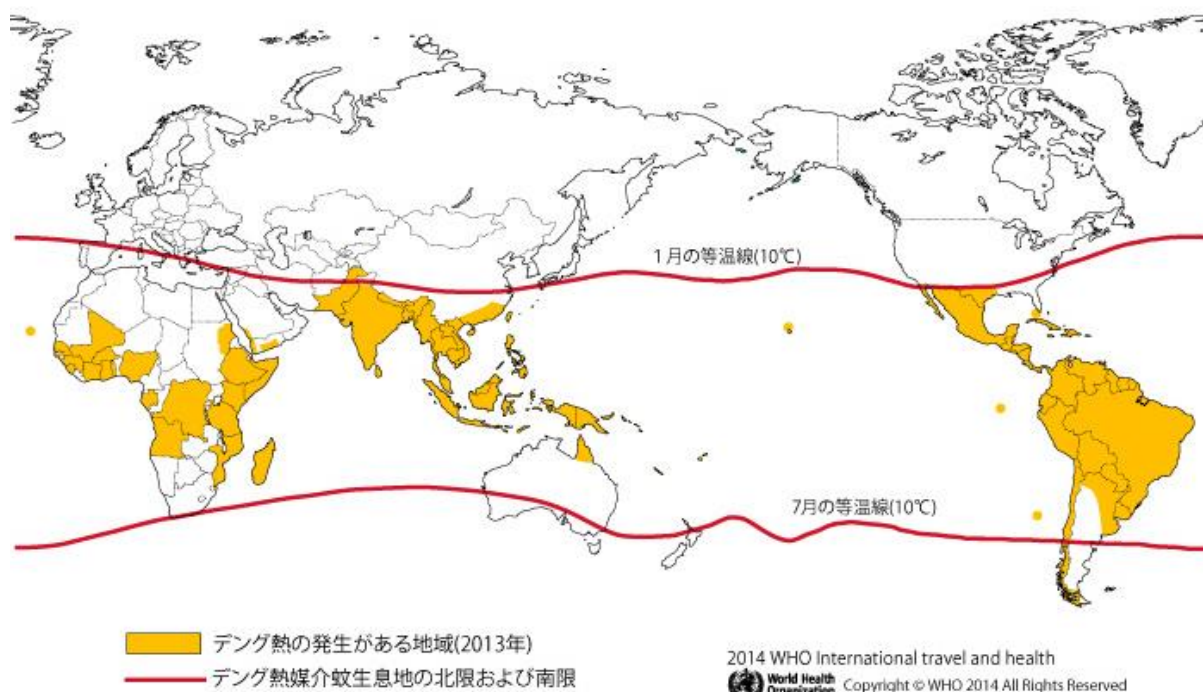 1月の等温線(10℃)
7月の等温線(10℃)
デング熱の発生がある地域(2013年)
デング熱媒介蚊生息地の北限および南限
2014 WHO International travel and health
World Health
Organization
Copyright © WHO 2014 All Rights Reserved